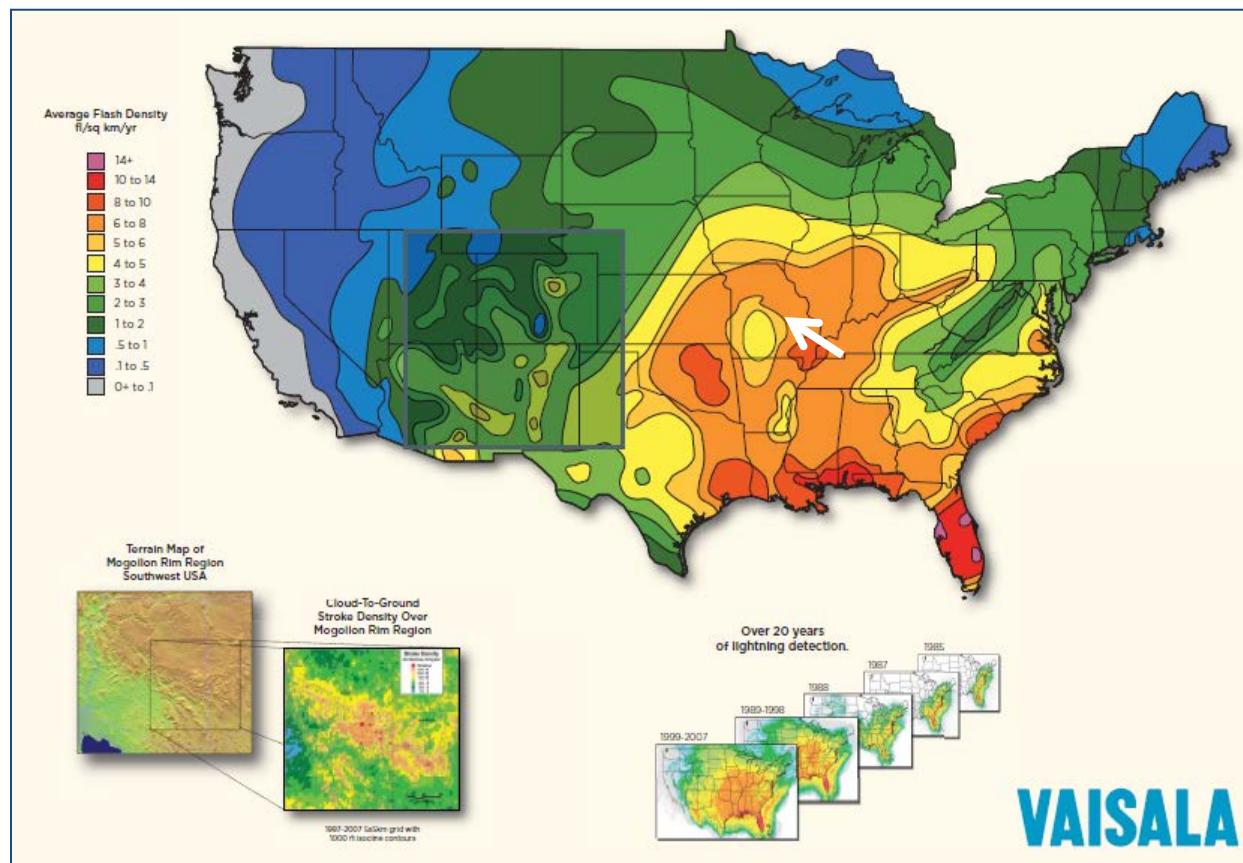 Average Flash Density
fl/sq km/yr
14+
10 to 14
8 to 10
6 to 8
5 to 6
4 to 5
3 to 4
2 to 3
1 to 2
.5 to 1
.1 to .5
0+ to .1
Terrain Map of
Mogollon Rim Region
Southwest USA
Cloud-To-Ground
Stroke Density Over
Mogollon Rim Region
Stroke Density
1997-2007 5x5km grid with
1000 ft isocline contours
Over 20 years
of lightning detection.
1985
1987
1988
1989-1998
1999-2007
VAISALA